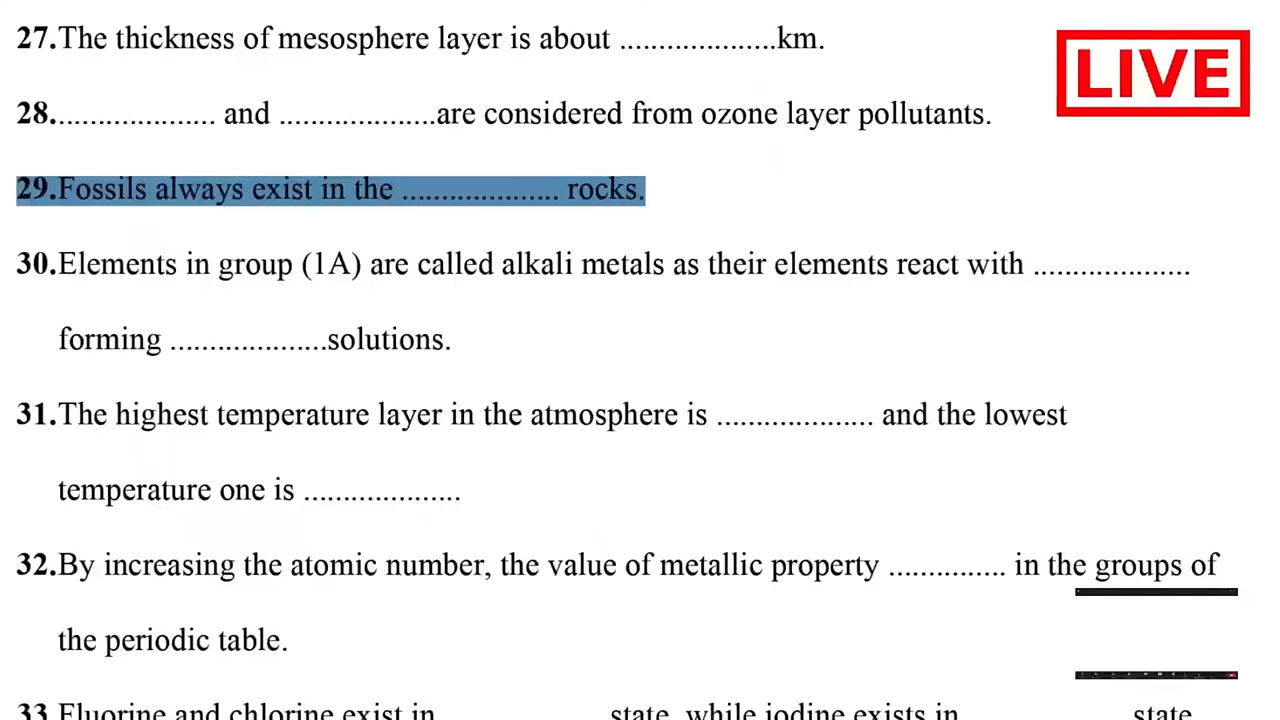 27.The thickness of mesosphere layer is about ....................km.
LIVE
28..................... and ....................are considered from ozone layer pollutants.
29.Fossils always exist in the .................... rocks.
30.Elements in group (1A) are called alkali metals as their elements react with ....................
forming ....................solutions.
31.The highest temperature layer in the atmosphere is .................... and the lowest
temperature one is ....................
32.By increasing the atomic number, the value of metallic property ............... in the groups of
the periodic table.
33.Fluorine and chlorine exist in .................... state, while iodine exists in .................... state